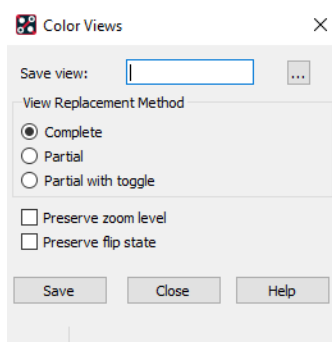 Color Views
Save view:
...
View Replacement Method
Complete
Partial
Partial with toggle
Preserve zoom level
Preserve flip state
Save Close Help